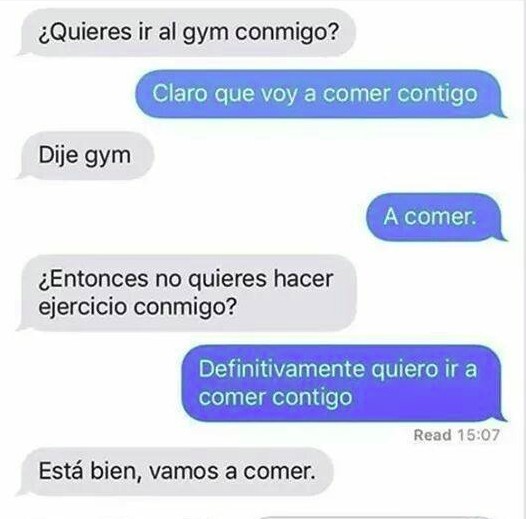 ¿Quieres ir al gym conmigo?
Claro que voy a comer contigo
Dije gym
A comer.
¿Entonces no quieres hacer
ejercicio conmigo?
Definitivamente quiero ir a
comer contigo
Read 15:07
Está bien, vamos a comer.